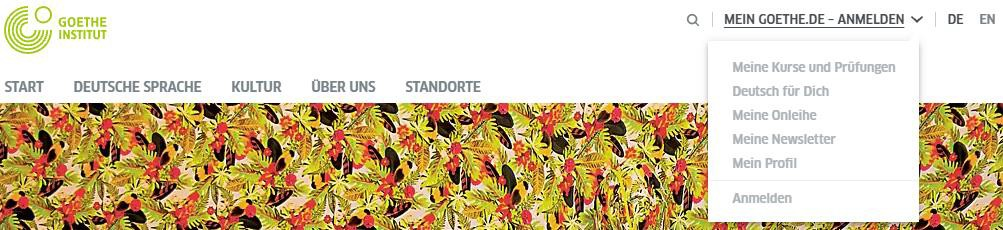 GOETHE
INSTITUT
MEIN GOETHE.DE – ANMELDEN
DE EN
Meine Kurse und Prüfungen
Deutsch für Dich
Meine Onleihe
Meine Newsletter
Mein Profil
Anmelden
START DEUTSCHE SPRACHE KULTUR ÜBER UNS STANDORTE